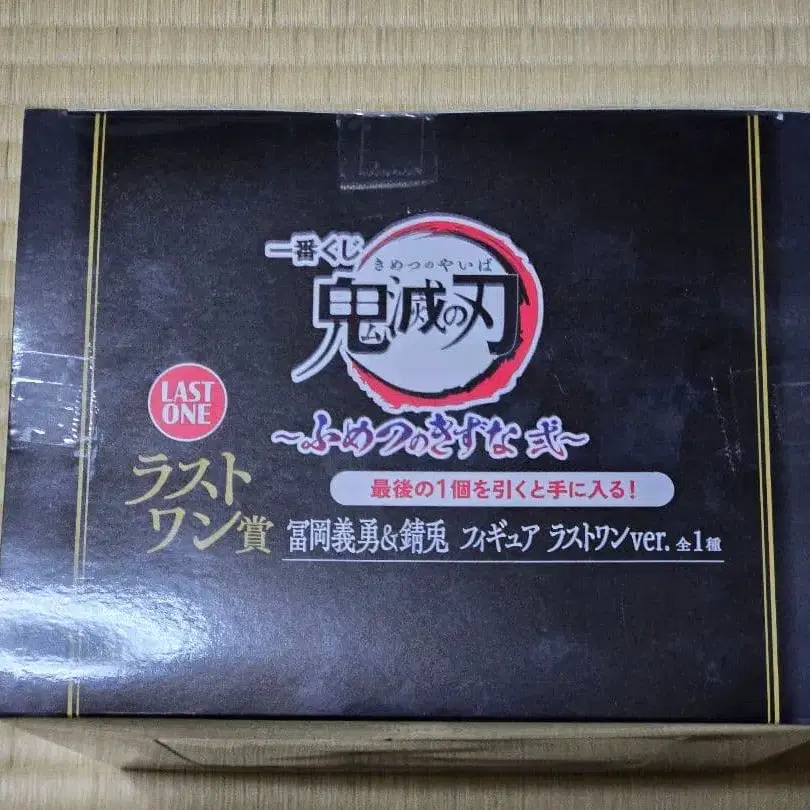 一番くじ
きめつのやいば
鬼滅の刃
～ふめつのきずな 弐～
LAST
ONE
最後の1個を引くと手に入る!
ラスト
ワン賞
冨岡義勇&錆兎 フィギュア ラストワンver. 全1種